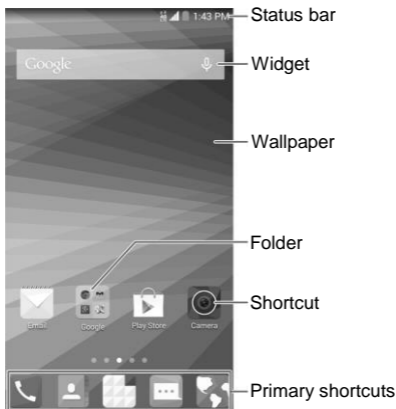 1:43 PM
Status bar
Google
Widget
Wallpaper
Folder
Shortcut
Email
Google
Play Store
Camera
Primary shortcuts